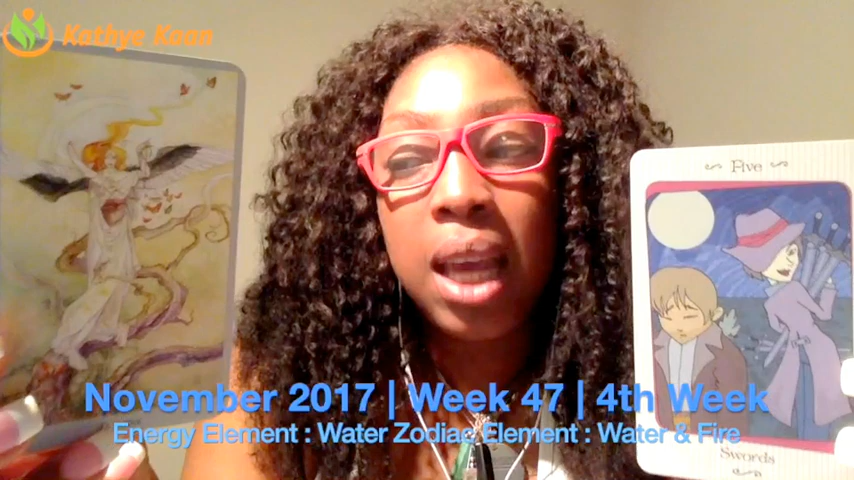 Kathye Koan
Five
November 2017 | Week 47 | 4th Week
Energy Element : Water Zodiac Element : Water & Fire
Swords